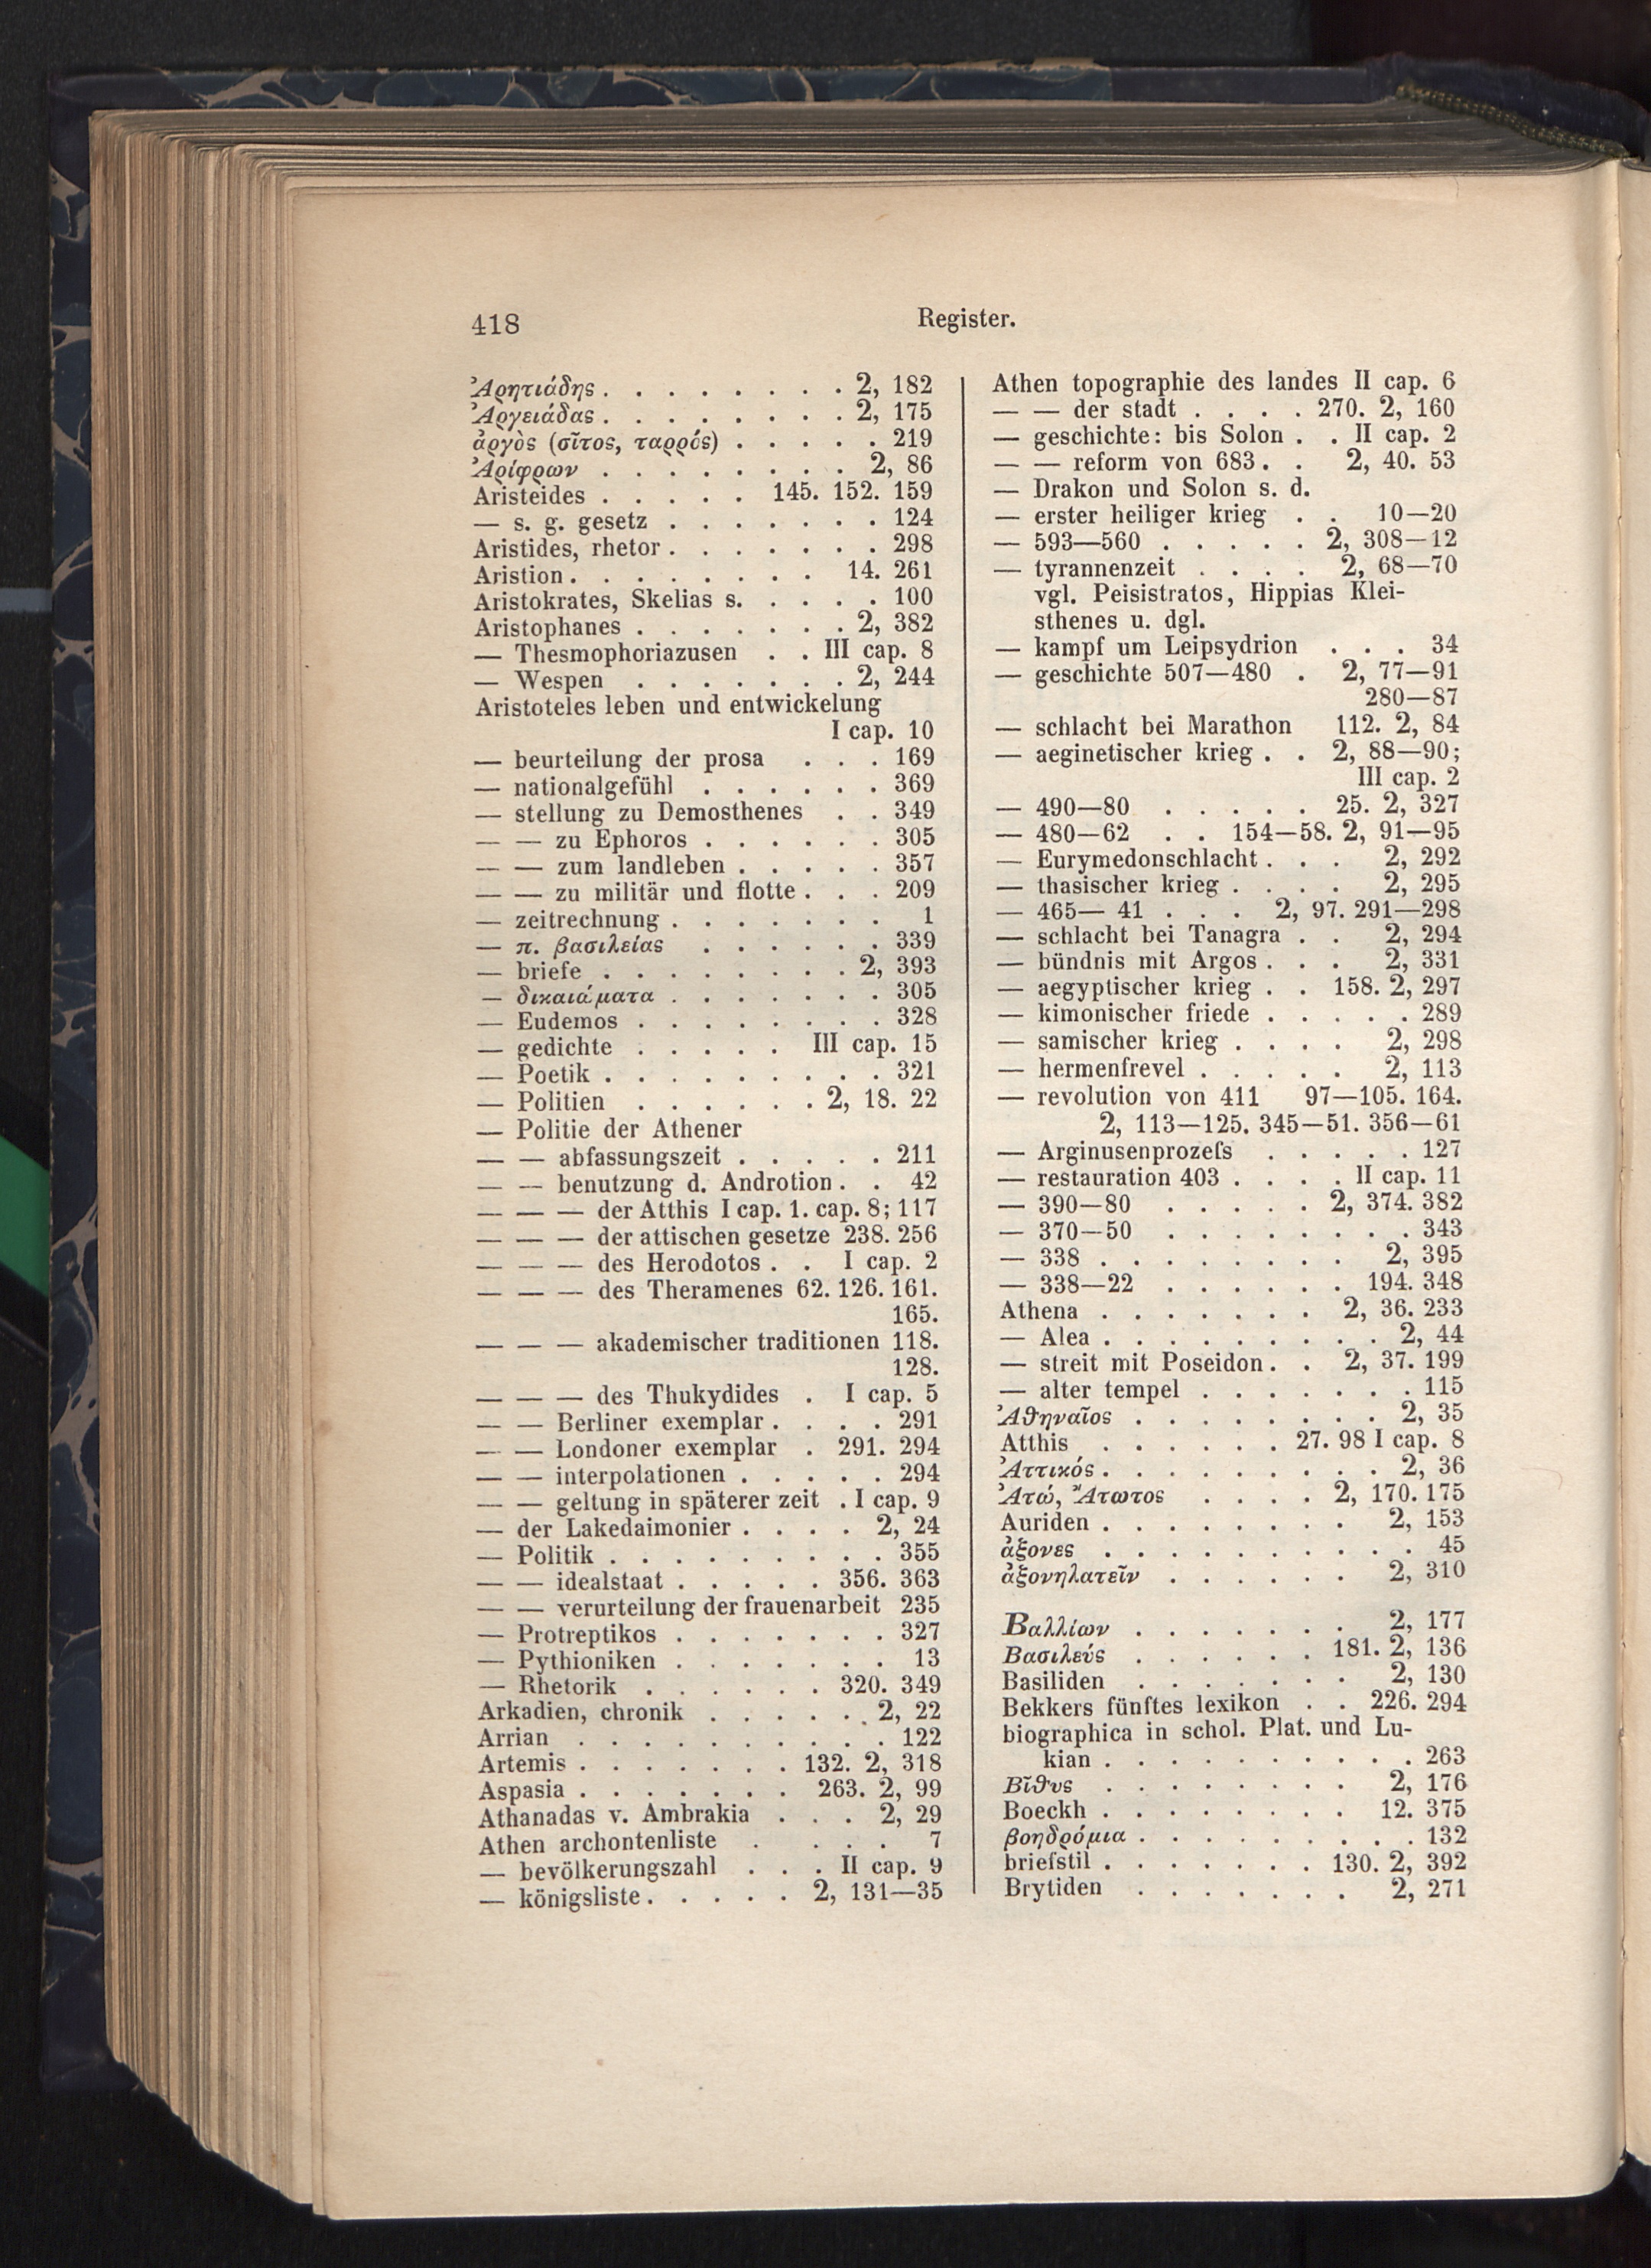 418
Register.
Ἀρητιάδης . . . . . . . . 2, 182
Ἀργειάδας . . . . . . . . 2, 175
ἀργὸς (σῖτος, ταρρός) . . . . . 219
Ἀρίφρων . . . . . . . . . 2, 86
Aristeides . . . . . 145. 152. 159
— s. g. gesetz . . . . . . . 124
Aristides, rhetor . . . . . . . 298
Aristion . . . . . . . . 14. 261
Aristokrates, Skelias s. . . . . 100
Aristophanes . . . . . . . 2, 382
— Thesmophoriazusen . . III cap. 8
— Wespen . . . . . . . 2, 244
Aristoteles leben und entwickelung
I cap. 10
— beurteilung der prosa . . . 169
— nationalgefühl . . . . . . 369
— stellung zu Demosthenes . . 349
— — zu Ephoros . . . . . . 305
— — zum landleben . . . . . 357
— — zu militär und flotte . . . 209
— zeitrechnung . . . . . . . 1
— π. βασιλείας . . . . . . 339
— briefe . . . . . . . . . 2, 393
— δικαιάματα . . . . . . . 305
— Eudemos . . . . . . . . 328
— gedichte . . . . . III cap. 15
— Poetik . . . . . . . . . . 321
— Politien . . . . . . 2, 18. 22
— Politie der Athener
— — abfassungszeit . . . . . 211
— — benutzung d. Androtion . . 42
— — — der Atthis I cap. 1. cap. 8; 117
— — — der attischen gesetze 238. 256
— — — des Herodotos . . I cap. 2
— — — des Theramenes 62. 126. 161.
165.
— — — akademischer traditionen 118.
128.
— — — des Thukydides . I cap. 5
— — Berliner exemplar . . . . 291
— — Londoner exemplar . 291. 294
— — interpolationen . . . . . 294
— — geltung in späterer zeit . I cap. 9
— der Lakedaimonier . . . . 2, 24
— Politik . . . . . . . . . . 355
— — idealstaat . . . . . 356. 363
— — verurteilung der frauenarbeit 235
— Protreptikos . . . . . . . 327
— Pythioniken . . . . . . . 13
— Rhetorik . . . . . . 320. 349
Arkadien, chronik . . . . . . 2, 22
Arrian . . . . . . . . . . 122
Artemis . . . . . . . 132. 2, 318
Aspasia . . . . . . . 263. 2, 99
Athanadas v. Ambrakia . . . 2, 29
Athen archontenliste . . . . 7
— bevölkerungszahl . . . II cap. 9
— königsliste . . . . . 2, 131—35
Athen topographie des landes II cap. 6
— — der stadt . . . . 270. 2, 160
— geschichte: bis Solon . . II cap. 2
— — reform von 683 . . 2, 40. 53
— Drakon und Solon s. d.
— erster heiliger krieg . . 10—20
— 593—560 . . . . . 2, 308—12
— tyrannenzeit . . . . 2, 68—70
vgl. Peisistratos, Hippias Klei-
sthenes u. dgl.
— kampf um Leipsydrion . . . 34
— geschichte 507—480 . 2, 77—91
280—87
— schlacht bei Marathon 112. 2, 84
— aeginetischer krieg . . 2, 88—90;
III cap. 2
— 490—80 . . . . . 25. 2, 327
— 480—62 . . 154—58. 2, 91—95
— Eurymedonschlacht . . . 2, 292
— thasischer krieg . . . . 2, 295
— 465— 41 . . . 2, 97. 291—298
— schlacht bei Tanagra . . 2, 294
— bündnis mit Argos . . . 2, 331
— aegyptischer krieg . . 158. 2, 297
— kimonischer friede . . . . . 289
— samischer krieg . . . . 2, 298
— hermenfrevel . . . . . 2, 113
— revolution von 411 97—105. 164.
2, 113—125. 345—51. 356—61
— Arginusenprozeſs . . . . . 127
— restauration 403 . . . . II cap. 11
— 390—80 . . . . . 2, 374. 382
— 370—50 . . . . . . . . 343
— 338 . . . . . . . . . 2, 395
— 338—22 . . . . . . 194. 348
Athena . . . . . . . 2, 36. 233
— Alea . . . . . . . . . . 2, 44
— streit mit Poseidon . . 2, 37. 199
— alter tempel . . . . . . . 115
Ἀθηναῖος . . . . . . . . 2, 35
Atthis . . . . . . 27. 98 I cap. 8
Ἀττικός . . . . . . . . . . 2, 36
Ἀτώ, Ἄτωτος . . . . 2, 170. 175
Auriden . . . . . . . . 2, 153
ἄξονες . . . . . . . . . . 45
ἀξονηλατεῖν . . . . . . 2, 310
Βαλλίων . . . . . . . 2, 177
Βασιλεύς . . . . . . 181. 2, 136
Basiliden . . . . . . . 2, 130
Bekkers fünftes lexikon . . 226. 294
biographica in schol. Plat. und Lu-
kian . . . . . . . . . . 263
Βῖθυς . . . . . . . . 2, 176
Boeckh . . . . . . . . 12. 375
βοηδρόμια . . . . . . . . . 132
briefstil . . . . . . . 130. 2, 392
Brytiden . . . . . . . 2, 271